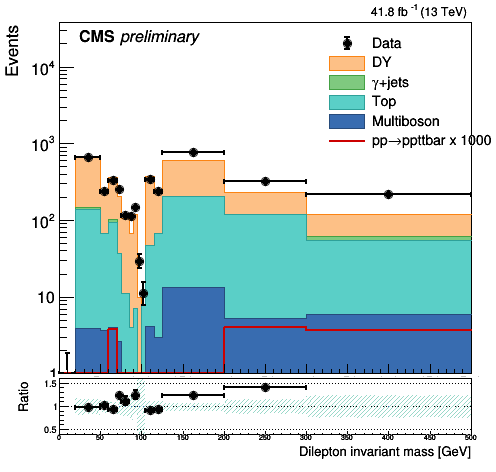 41.8 fb⁻¹ (13 TeV)
CMS preliminary
Events
Data
DY
γ+jets
Top
Multiboson
pp→ppttbar x 1000
10⁴
10³
10²
10
1
Ratio
1.5
1
0.5
0 50 100 150 200 250 300 350 400 450 500
Dilepton invariant mass [GeV]